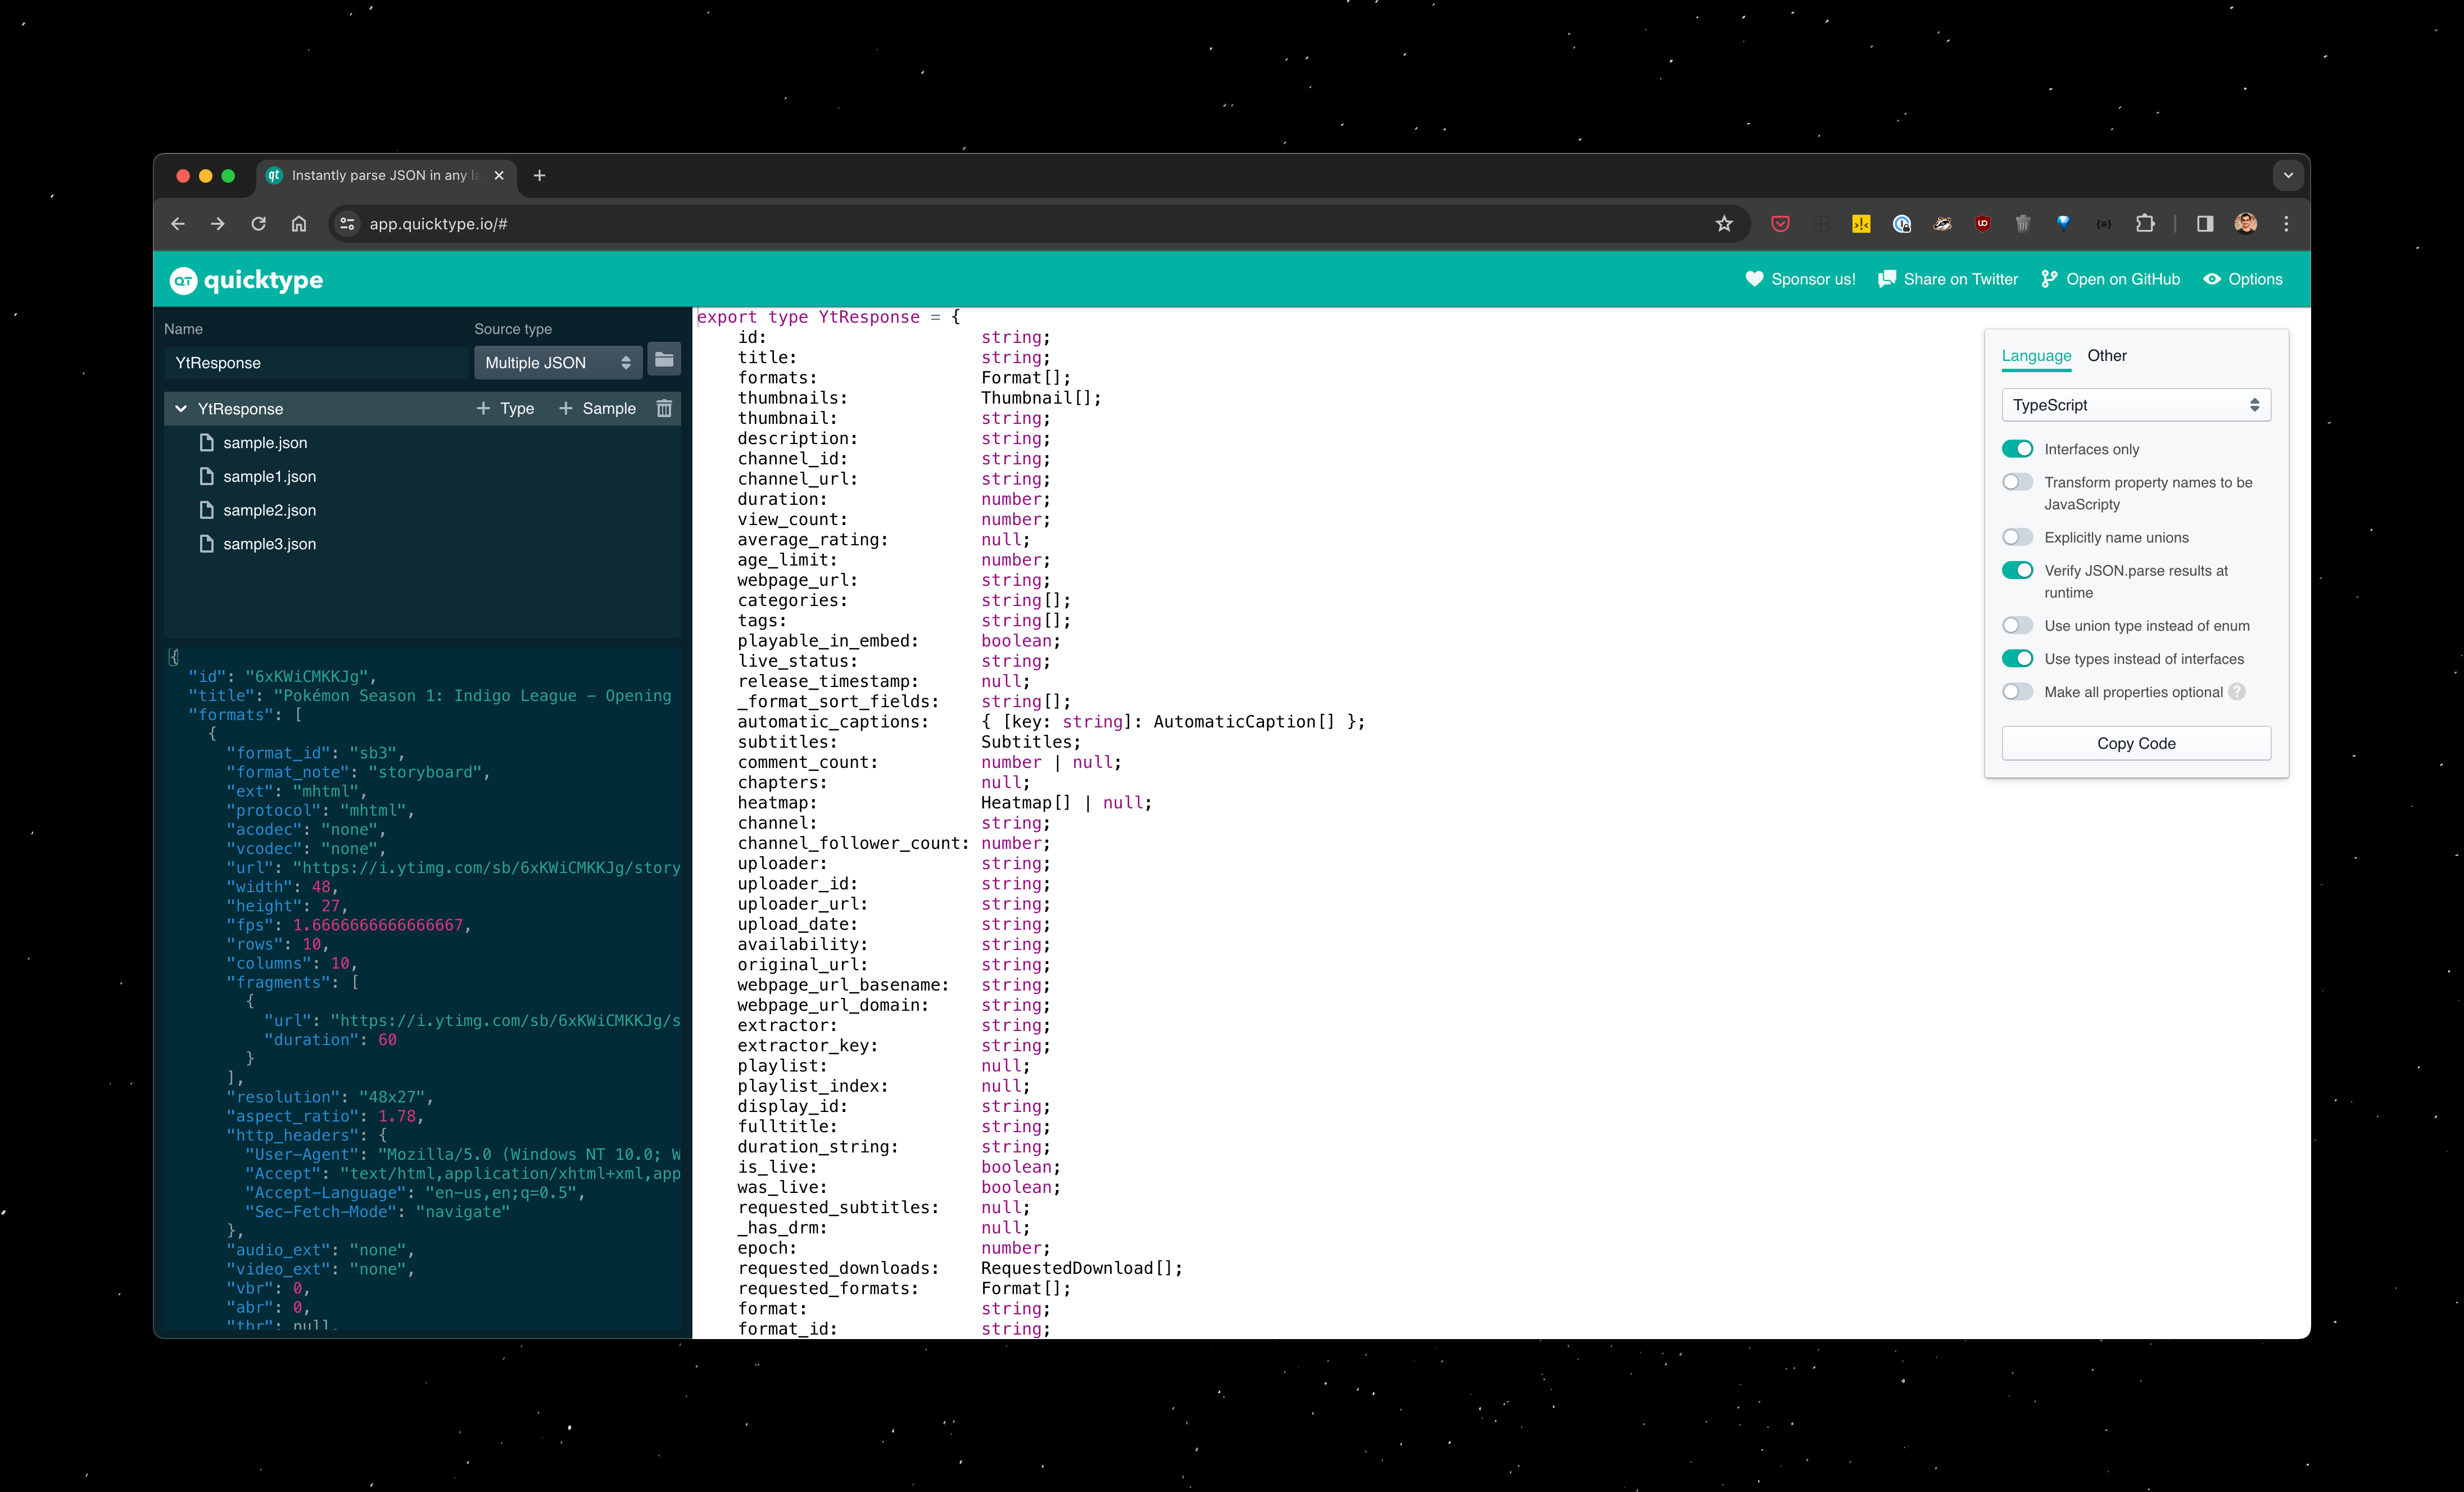 Instantly parse JSON in any la
app.quicktype.io/#
QT quicktype
Sponsor us!
Share on Twitter
Open on GitHub
Options
Name
Source type
YtResponse
Multiple JSON
YtResponse
+ Type
+ Sample
sample.json
sample1.json
sample2.json
sample3.json
{
"id": "6xKWiCMKKJg",
"title": "Pokémon Season 1: Indigo League – Opening
"formats": [
{
"format_id": "sb3",
"format_note": "storyboard",
"ext": "mhtml",
"protocol": "mhtml",
"acodec": "none",
"vcodec": "none",
"url": "https://i.ytimg.com/sb/6xKWiCMKKJg/story
"width": 48,
"height": 27,
"fps": 1.6666666666666667,
"rows": 10,
"columns": 10,
"fragments": [
{
"url": "https://i.ytimg.com/sb/6xKWiCMKKJg/s
"duration": 60
}
],
"resolution": "48x27",
"aspect_ratio": 1.78,
"http_headers": {
"User-Agent": "Mozilla/5.0 (Windows NT 10.0; W
"Accept": "text/html,application/xhtml+xml,app
"Accept-Language": "en-us,en;q=0.5",
"Sec-Fetch-Mode": "navigate"
},
"audio_ext": "none",
"video_ext": "none",
"vbr": 0,
"abr": 0,
"tbr": null,
export type YtResponse = {
id: string;
title: string;
formats: Format[];
thumbnails: Thumbnail[];
thumbnail: string;
description: string;
channel_id: string;
channel_url: string;
duration: number;
view_count: number;
average_rating: null;
age_limit: number;
webpage_url: string;
categories: string[];
tags: string[];
playable_in_embed: boolean;
live_status: string;
release_timestamp: null;
_format_sort_fields: string[];
automatic_captions: { [key: string]: AutomaticCaption[] };
subtitles: Subtitles;
comment_count: number | null;
chapters: null;
heatmap: Heatmap[] | null;
channel: string;
channel_follower_count: number;
uploader: string;
uploader_id: string;
uploader_url: string;
upload_date: string;
availability: string;
original_url: string;
webpage_url_basename: string;
webpage_url_domain: string;
extractor: string;
extractor_key: string;
playlist: null;
playlist_index: null;
display_id: string;
fulltitle: string;
duration_string: string;
is_live: boolean;
was_live: boolean;
requested_subtitles: null;
_has_drm: null;
epoch: number;
requested_downloads: RequestedDownload[];
requested_formats: Format[];
format: string;
format_id: string;
Language
Other
TypeScript
Interfaces only
Transform property names to be
JavaScripty
Explicitly name unions
Verify JSON.parse results at
runtime
Use union type instead of enum
Use types instead of interfaces
Make all properties optional ?
Copy Code